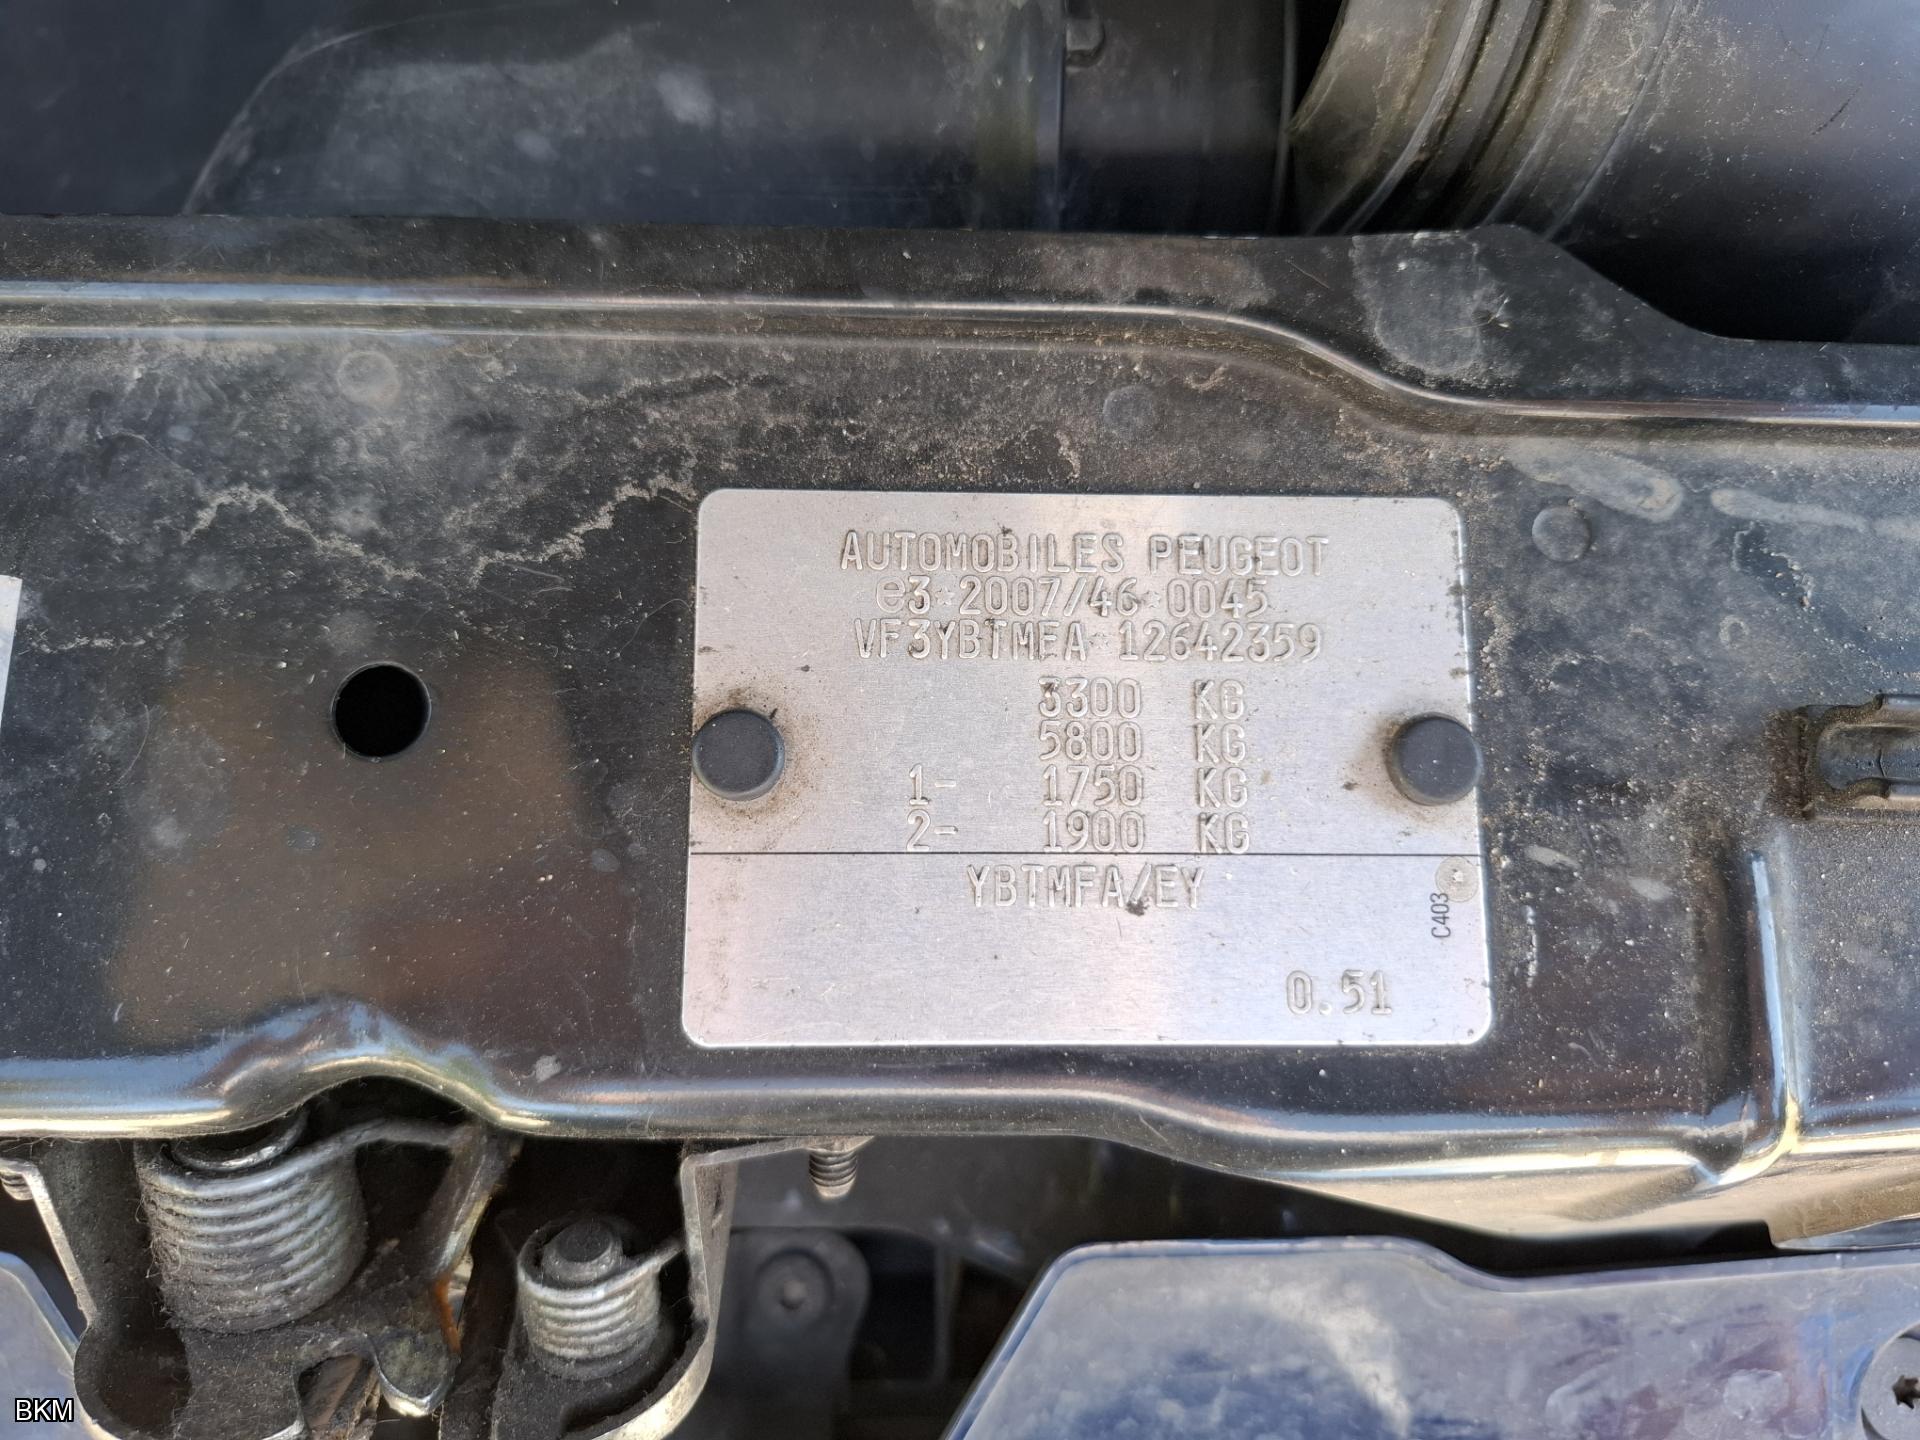 AUTOMOBILES PEUGEOT
e3*2007/46*0045
VF3YBTMFA*12642359
3300 KG
5800 KG
1- 1750 KG
2- 1900 KG
YBTMFA/EY
C403
0.51
BKM